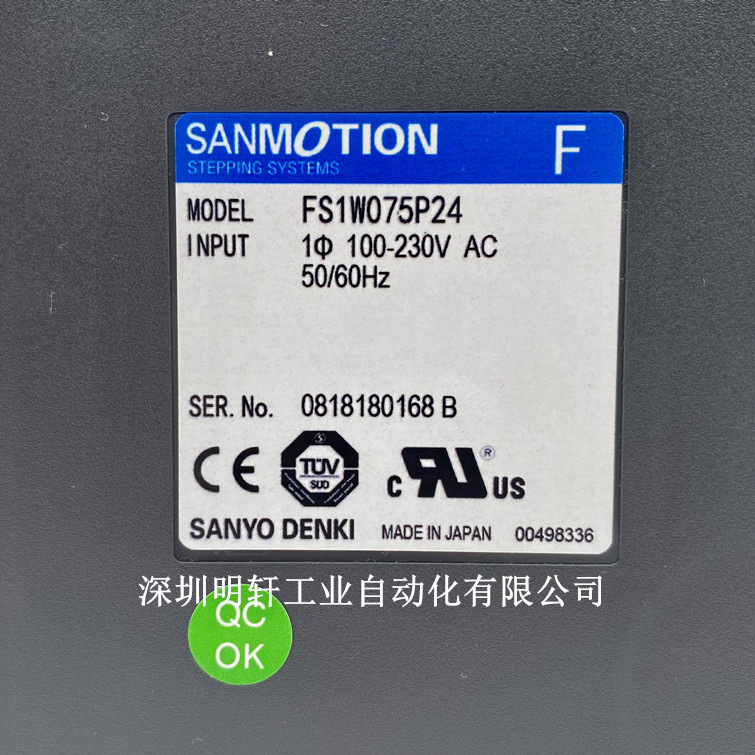 SANMOTION F
STEPPING SYSTEMS
MODEL FS1W075P24
INPUT 1Φ 100-230V AC
50/60Hz
SER. No. 0818180168 B
CE TÜV SUD c RU ® US
SANYO DENKI MADE IN JAPAN 00498336
深圳明轩工业自动化有限公司
QC
OK